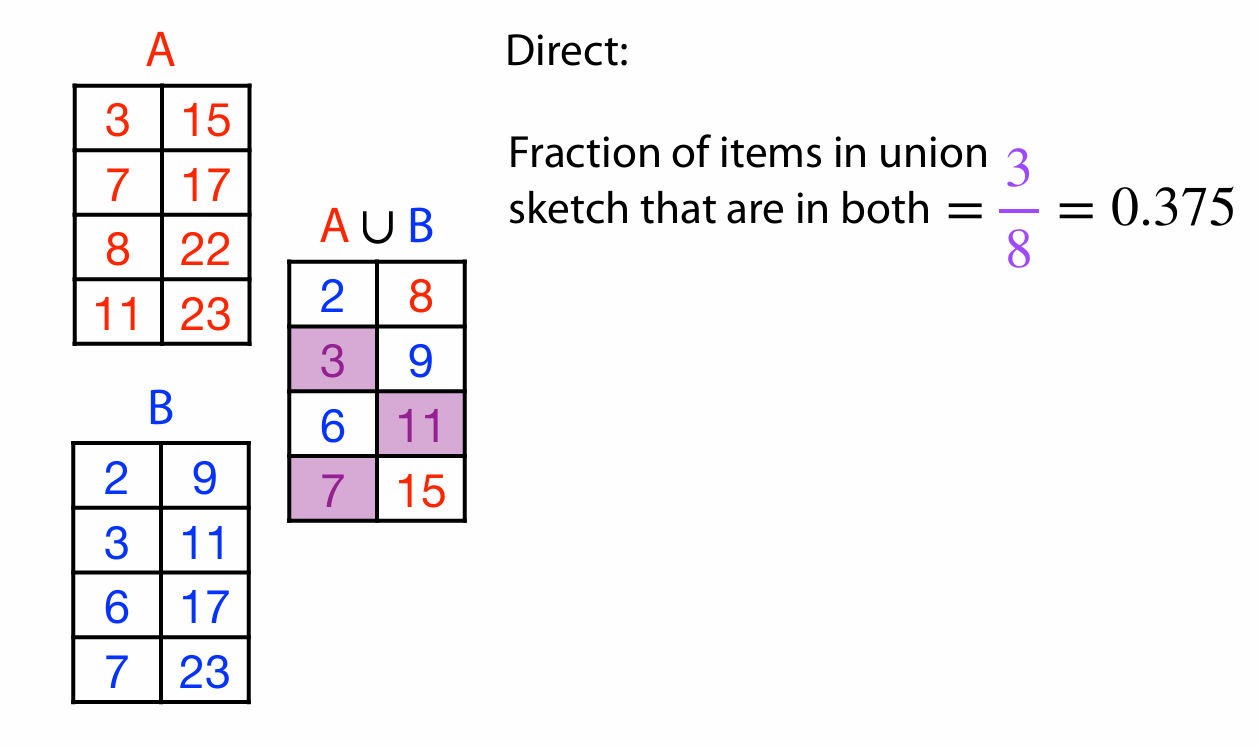 A
3 15
7 17
8 22
11 23
B
2 9
3 11
6 17
7 23
A ∪ B
2 8
3 9
6 11
7 15
Direct:
Fraction of items in union
sketch that are in both = 3/8 = 0.375